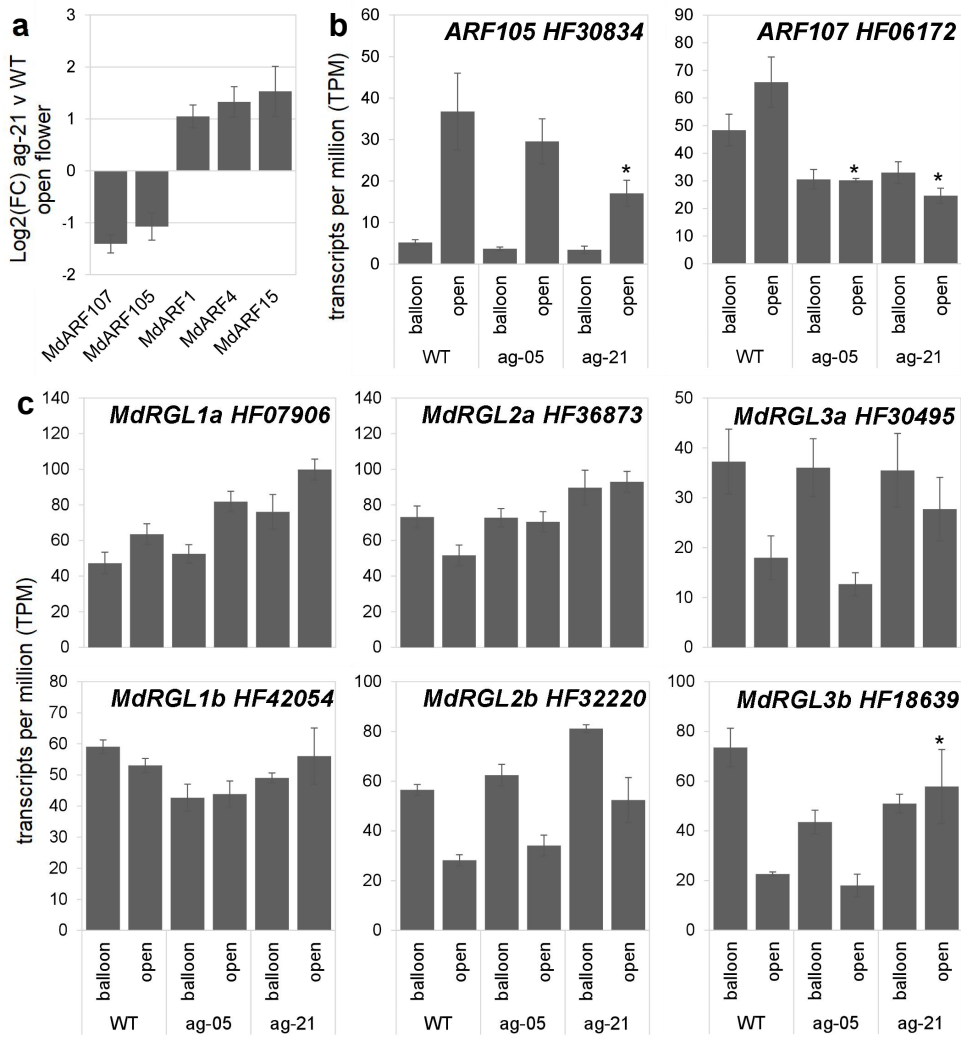 a
Log2(FC) ag-21 v WT
open flower
3
2
1
0
-1
-2
MdARF107
MdARF105
MdARF1
MdARF4
MdARF15
b
transcripts per million (TPM)
ARF105 HF30834
60
50
40
30
20
10
0
*
balloon
open
balloon
open
balloon
open
WT
ag-05
ag-21
ARF107 HF06172
90
80
70
60
50
40
30
20
10
0
*
*
balloon
open
balloon
open
balloon
open
WT
ag-05
ag-21
c
transcripts per million (TPM)
MdRGL1a HF07906
140
120
100
80
60
40
20
0
MdRGL2a HF36873
140
120
100
80
60
40
20
0
MdRGL3a HF30495
50
40
30
20
10
0
transcripts per million (TPM)
MdRGL1b HF42054
80
70
60
50
40
30
20
10
0
balloon
open
balloon
open
balloon
open
WT
ag-05
ag-21
MdRGL2b HF32220
100
80
60
40
20
0
balloon
open
balloon
open
balloon
open
WT
ag-05
ag-21
MdRGL3b HF18639
100
80
60
40
20
0
*
balloon
open
balloon
open
balloon
open
WT
ag-05
ag-21